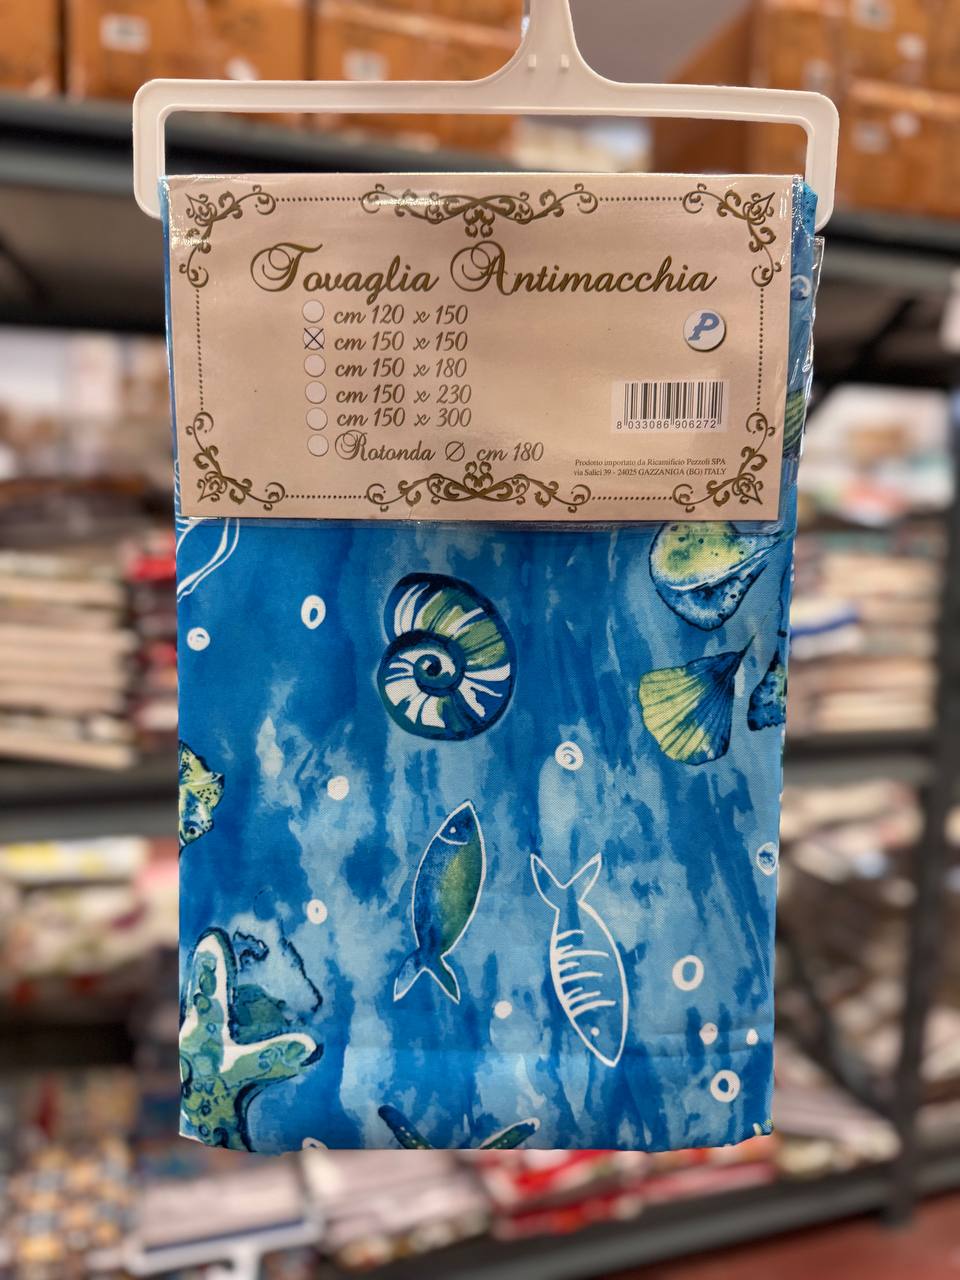 Tovaglia Antimacchia
cm 120 x 150
cm 150 x 150
cm 150 x 180
cm 150 x 230
cm 150 x 300
Rotonda Ø cm 180
P
8 033086 906272
Prodotto importato da Ricamificio Pezzoli SPA
via Salici 39 - 24025 GAZZANIGA (BG) ITALY